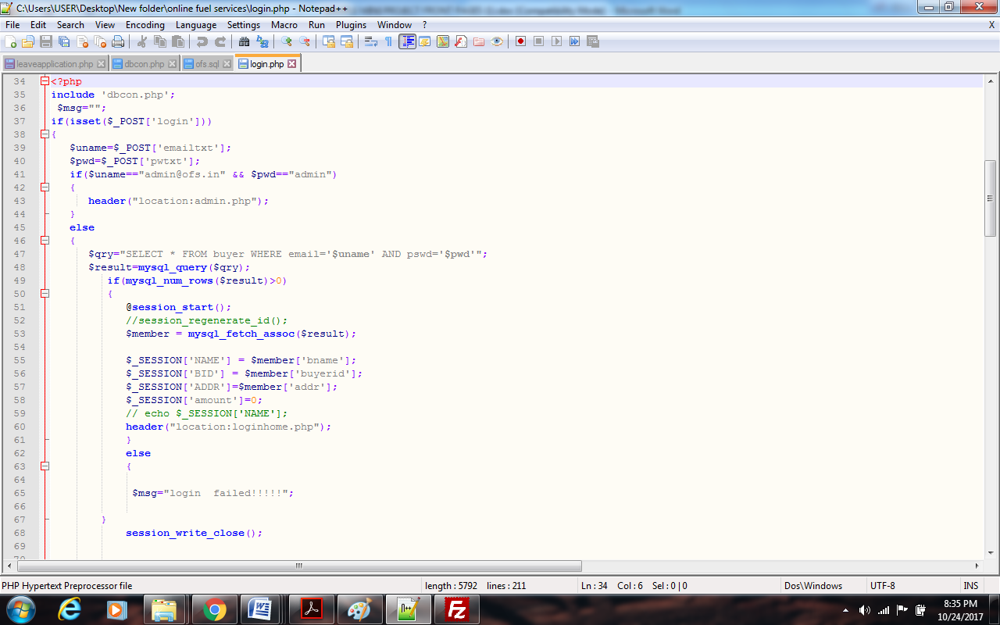 C:\Users\USER\Desktop\New folder\online fuel services\login.php - Notepad++
File Edit Search View Encoding Language Settings Macro Run Plugins Window ? X
leaveapplication.php dbcon.php ofs.sql login.php
34 <?php
35 include 'dbcon.php';
36 $msg="";
37 if(isset($_POST['login']))
38 {
39 $uname=$_POST['emailtxt'];
40 $pwd=$_POST['pwtxt'];
41 if($uname=="admin@ofs.in" && $pwd=="admin")
42 {
43 header("location:admin.php");
44 }
45 else
46 {
47 $qry="SELECT * FROM buyer WHERE email='$uname' AND pswd='$pwd'";
48 $result=mysql_query($qry);
49 if(mysql_num_rows($result)>0)
50 {
51 @session_start();
52 //session_regenerate_id();
53 $member = mysql_fetch_assoc($result);
54
55 $_SESSION['NAME'] = $member['bname'];
56 $_SESSION['BID'] = $member['buyerid'];
57 $_SESSION['ADDR']=$member['addr'];
58 $_SESSION['amount']=0;
59 // echo $_SESSION['NAME'];
60 header("location:loginhome.php");
61 }
62 else
63 {
64
65 $msg="login  failed!!!!!";
66
67 }
68 session_write_close();
69
70
PHP Hypertext Preprocessor file length : 5792 lines : 211 Ln : 34 Col : 6 Sel : 0 | 0 Dos\Windows UTF-8 INS
8:35 PM
10/24/2017